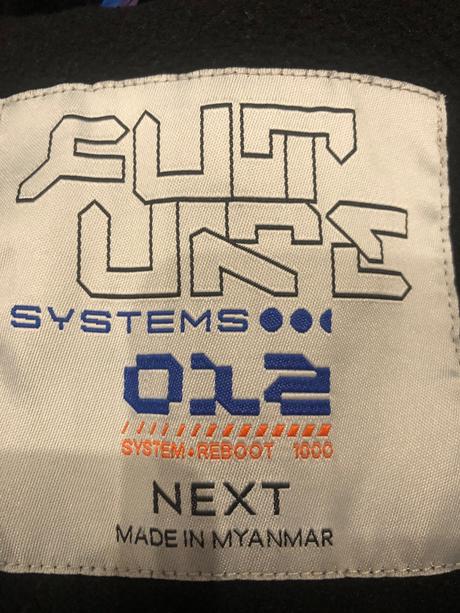 FUT
URE
SYSTEMS
012
SYSTEM+REBOOT 1000
NEXT
MADE IN MYANMAR